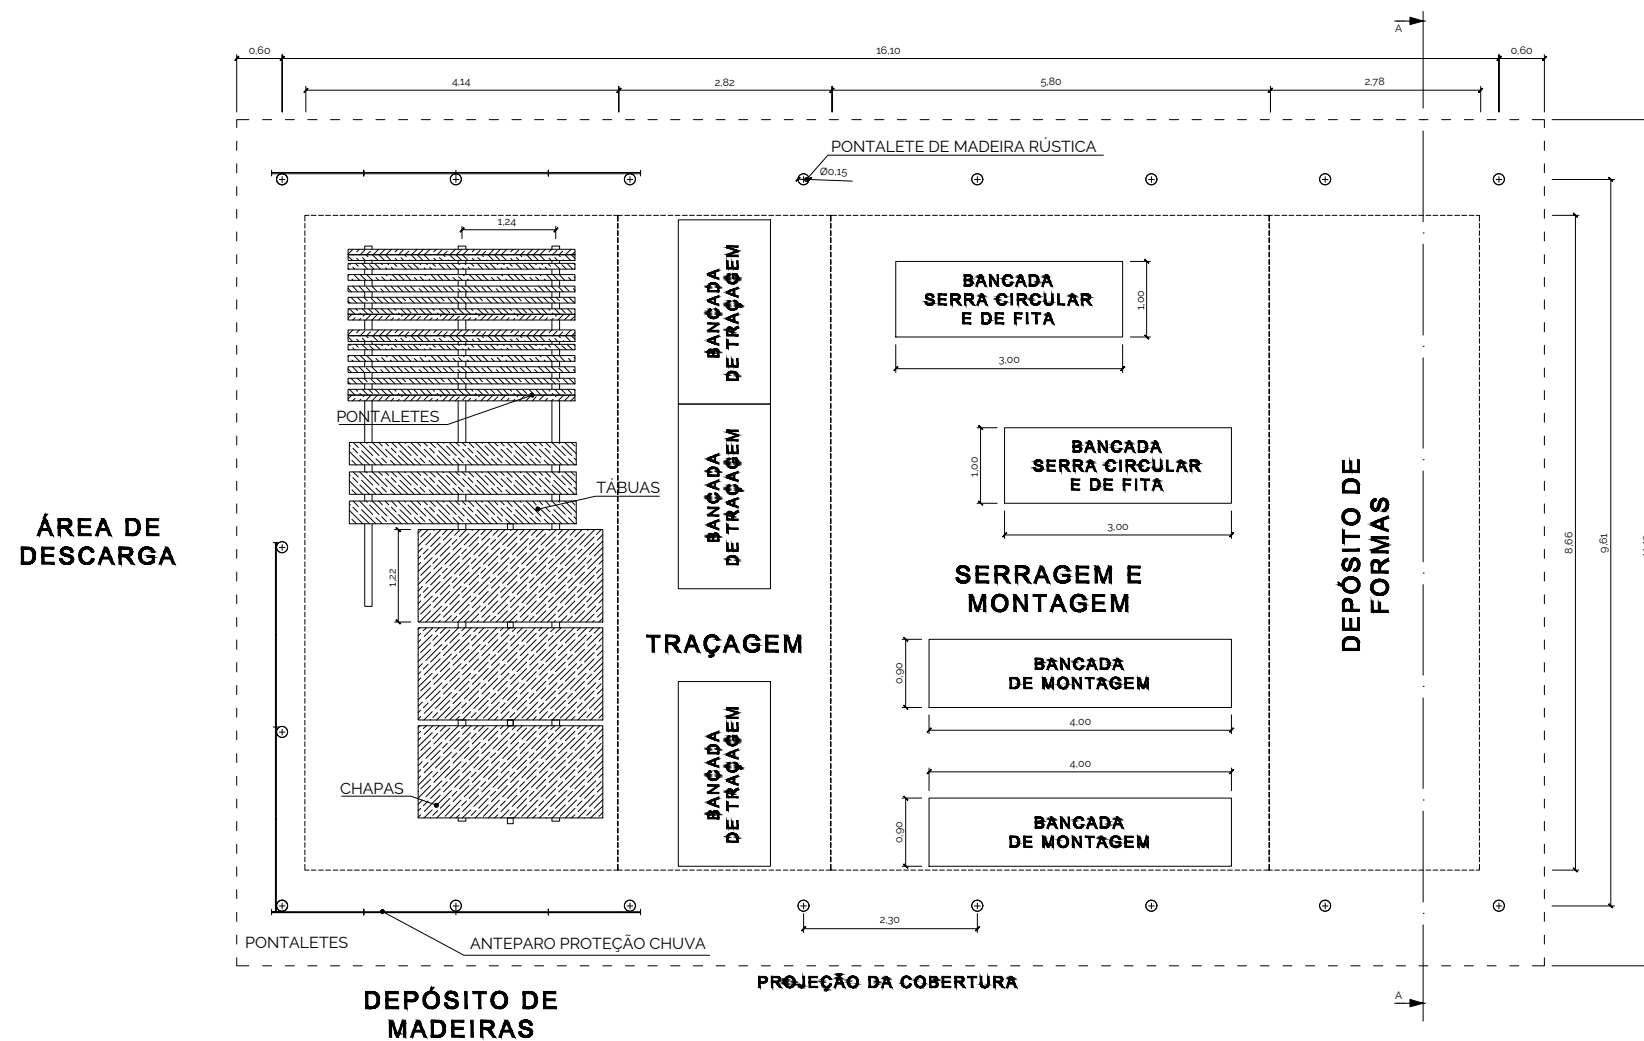 A
0,60
16,10
0,60
4,14
2,82
5,80
2,78
PONTALETE DE MADEIRA RÚSTICA
Ø0,15
1,24
BANCADA
DE TRAÇAGEM
BANCADA
SERRA CIRCULAR
E DE FITA
1,00
3,00
PONTALETES
BANCADA
DE TRAÇAGEM
BANCADA
SERRA CIRCULAR
E DE FITA
1,00
3,00
TÁBUAS
ÁREA DE
DESCARGA
1,22
SERRAGEM E
MONTAGEM
DEPÓSITO DE
FORMAS
8,66
9,61
TRAÇAGEM
BANCADA
DE MONTAGEM
0,90
4,00
BANCADA
DE TRAÇAGEM
4,00
CHAPAS
BANCADA
DE MONTAGEM
0,90
2,30
PONTALETES
ANTEPARO PROTEÇÃO CHUVA
PROJEÇÃO DA COBERTURA
A
DEPÓSITO DE
MADEIRAS